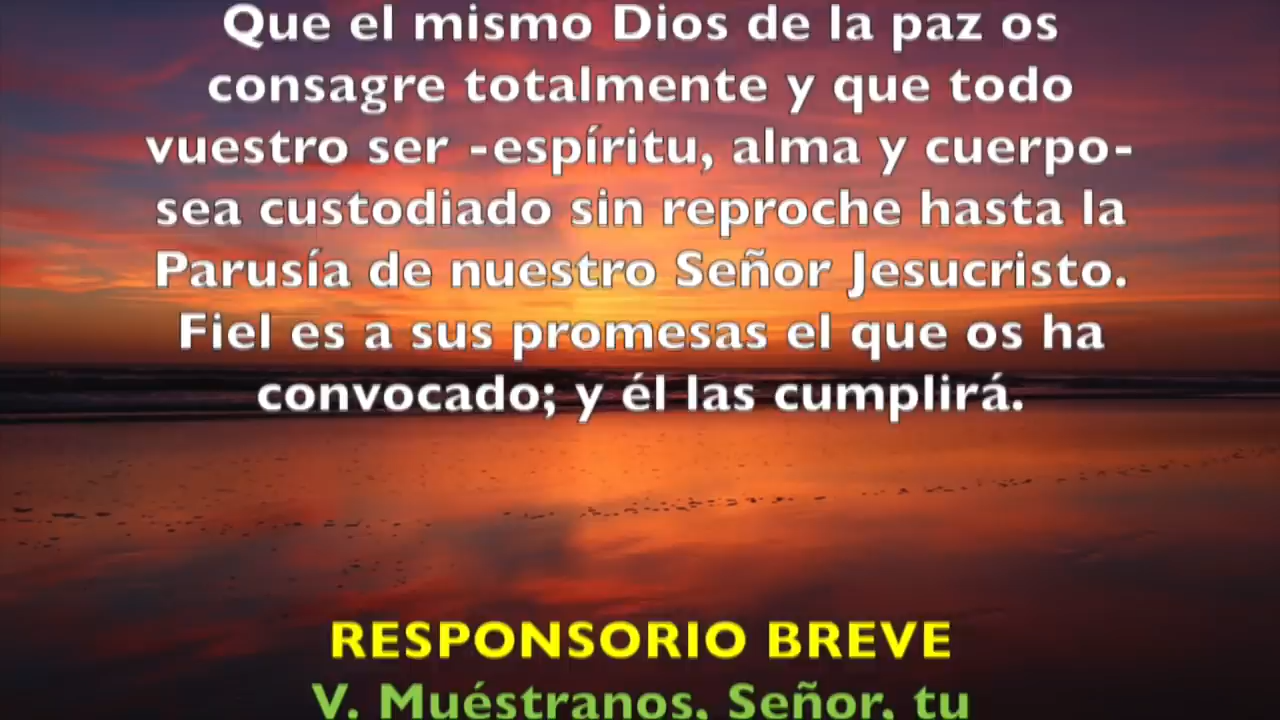 Que el mismo Dios de la paz os
consagre totalmente y que todo
vuestro ser -espíritu, alma y cuerpo-
sea custodiado sin reproche hasta la
Parusía de nuestro Señor Jesucristo.
Fiel es a sus promesas el que os ha
convocado; y él las cumplirá.
RESPONSORIO BREVE
V. Muéstranos, Señor, tu